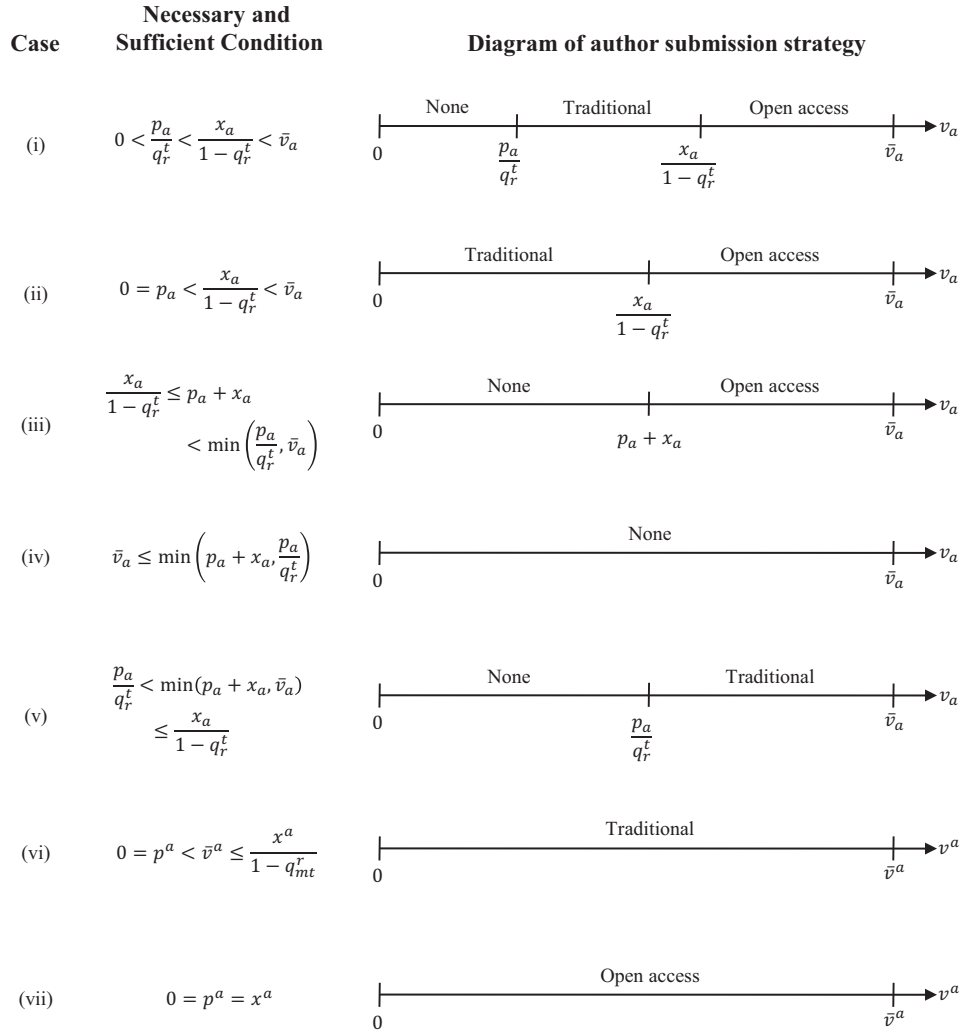 Case Necessary and Sufficient Condition Diagram of author submission strategy
(i) 0 < p_a/q_r^t < x_a/(1 − q_r^t) < v̄_a
None Traditional Open access v_a
0 p_a/q_r^t x_a/(1 − q_r^t) v̄_a
(ii) 0 = p_a < x_a/(1 − q_r^t) < v̄_a
Traditional Open access v_a
0 x_a/(1 − q_r^t) v̄_a
(iii) x_a/(1 − q_r^t) ≤ p_a + x_a
< min(p_a/q_r^t, v̄_a)
None Open access v_a
0 p_a + x_a v̄_a
(iv) v̄_a ≤ min(p_a + x_a, p_a/q_r^t)
None v_a
0 v̄_a
(v) p_a/q_r^t < min(p_a + x_a, v̄_a)
≤ x_a/(1 − q_r^t)
None Traditional v_a
0 p_a/q_r^t v̄_a
(vi) 0 = p^a < v̄^a ≤ x^a/(1 − q_mt^r)
Traditional v^a
0 v̄^a
(vii) 0 = p^a = x^a
Open access v^a
0 v̄^a